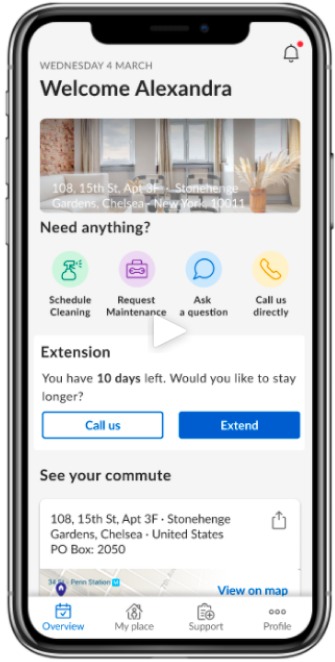 WEDNESDAY 4 MARCH
Welcome Alexandra
108, 15th St, Apt 3F · Stonehenge
Gardens, Chelsea · New York 10011
Need anything?
Schedule
Cleaning
Request
Maintenance
Ask
a question
Call us
directly
Extension
You have 10 days left. Would you like to stay
longer?
Call us
Extend
See your commute
108, 15th St, Apt 3F · Stonehenge
Gardens, Chelsea · United States
PO Box: 2050
Penn Station
View on map
Overview
My place
Support
Profile